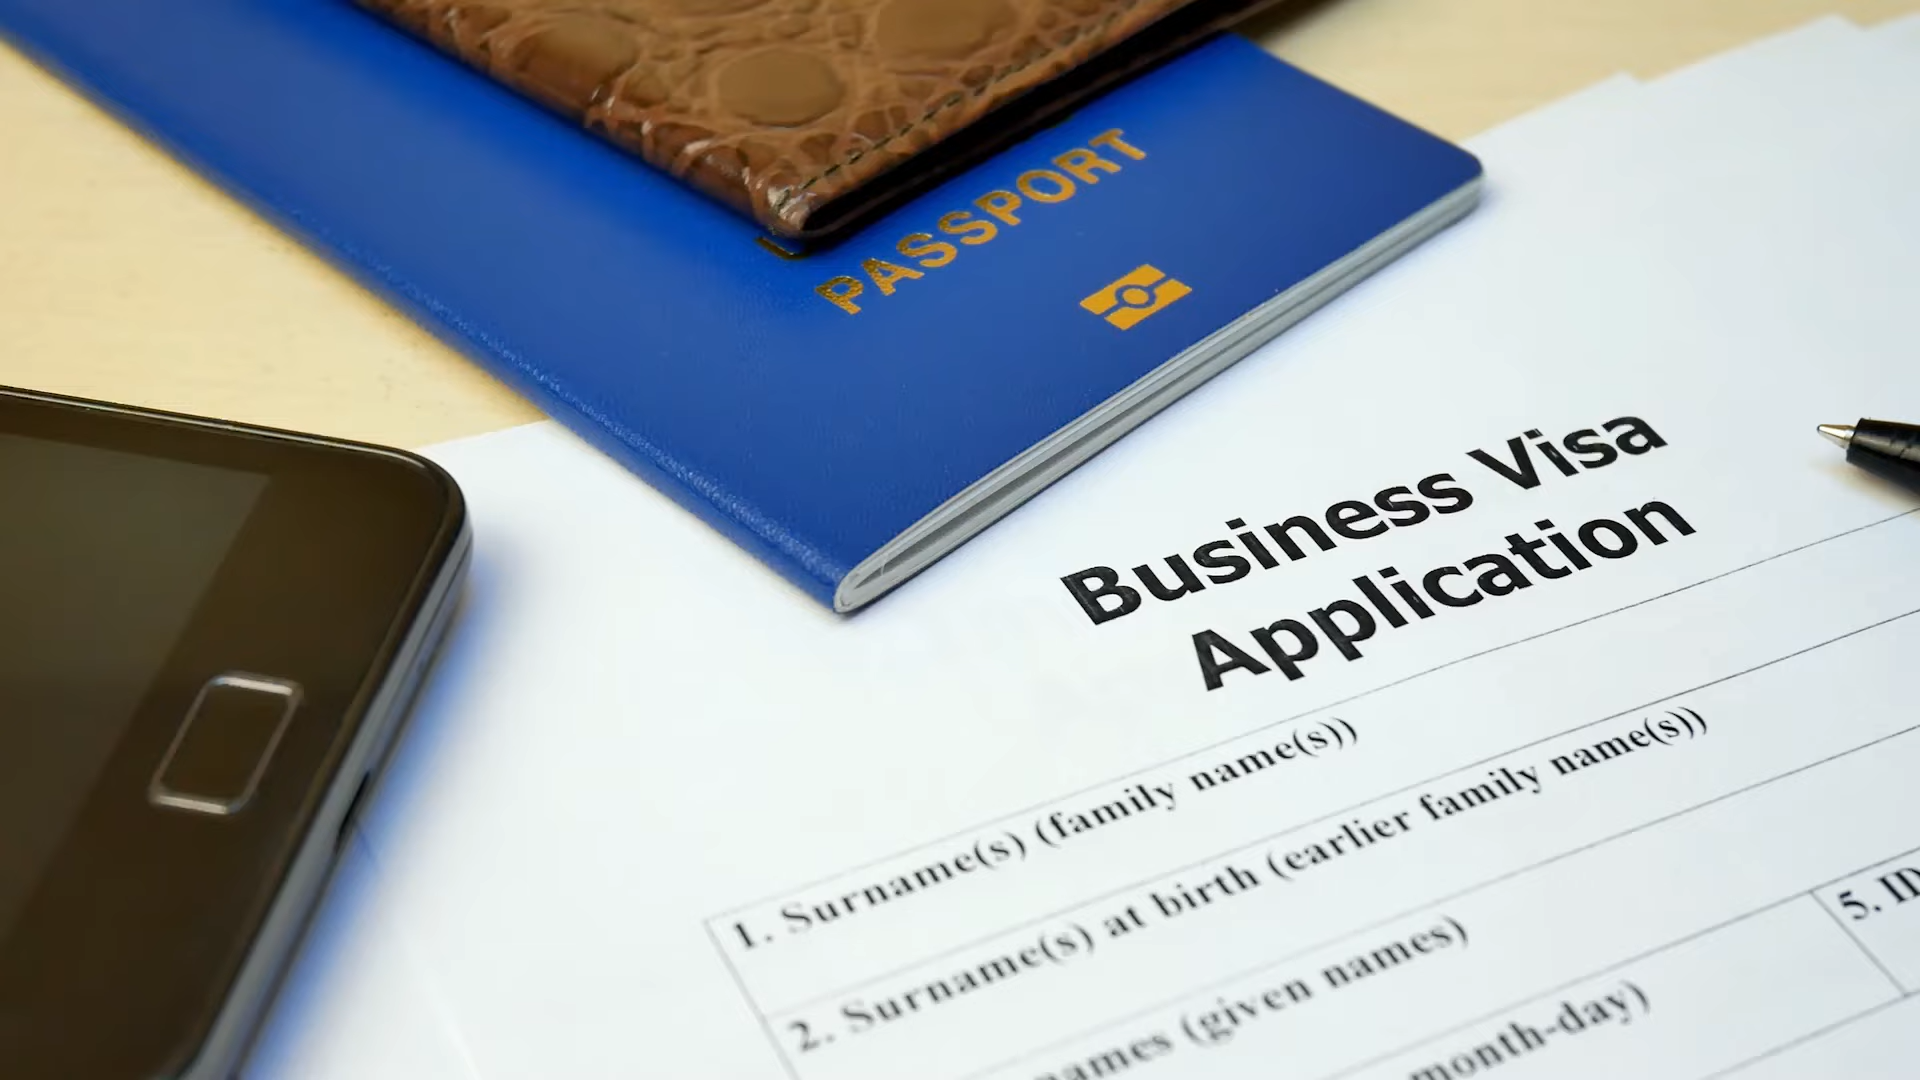 PASSPORT
Business Visa
Application
1. Surname(s) (family name(s))
2. Surname(s) at birth (earlier family name(s))
names (given names)
month-day)
5. ID